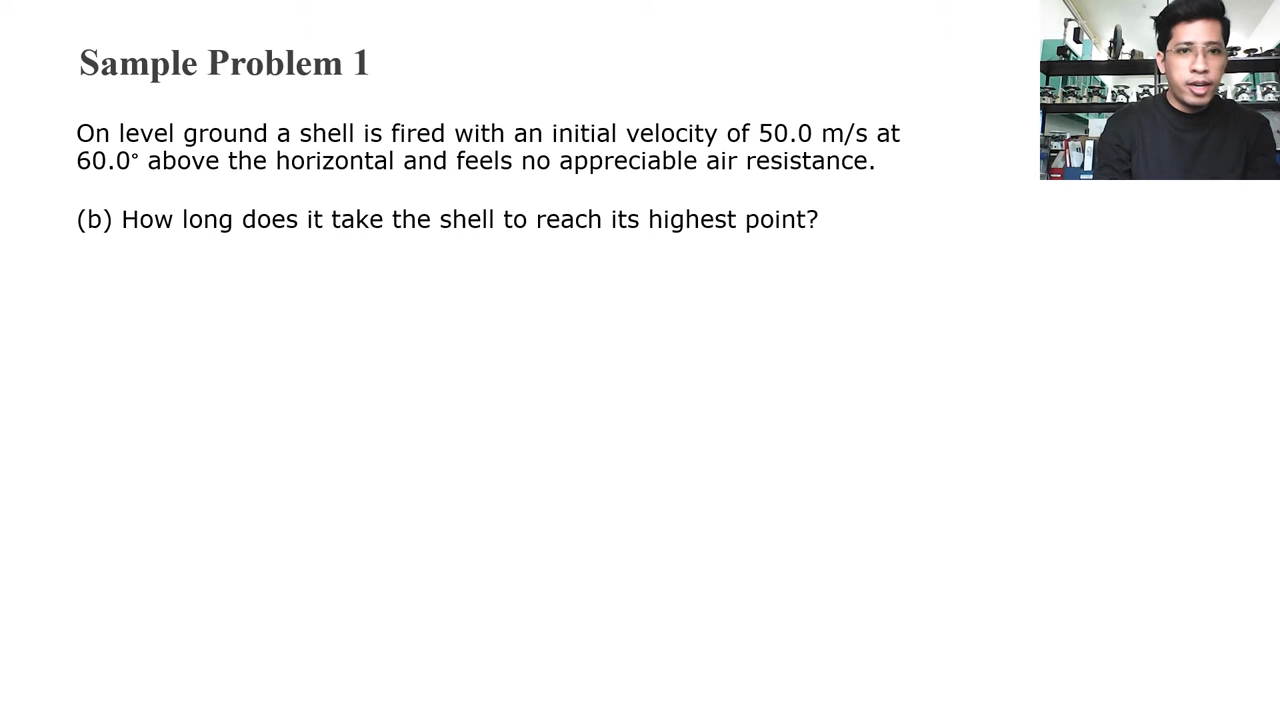 Sample Problem 1
On level ground a shell is fired with an initial velocity of 50.0 m/s at
60.0° above the horizontal and feels no appreciable air resistance.
(b) How long does it take the shell to reach its highest point?